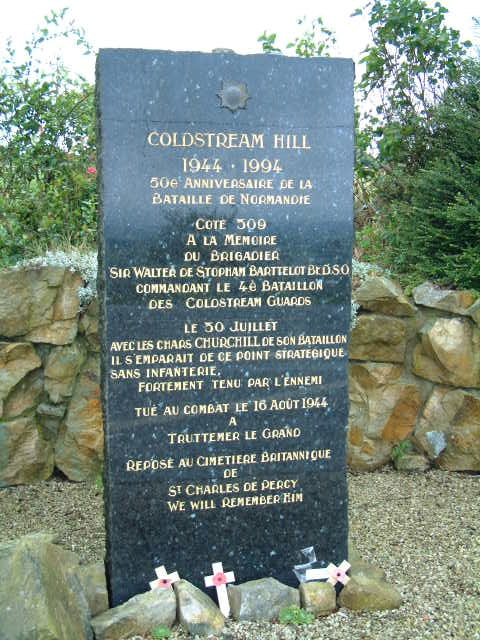 COLDSTREAM HILL
1944 · 1994
50e ANNIVERSAIRE DE LA
BATAILLE DE NORMANDIE
COTE 309
A LA MEMOIRE
DU BRIGADIER
SIR WALTER DE STOPHAM BARTTELOT Bt D.S.O
COMMANDANT LE 4e BATAILLON
DES COLDSTREAM GUARDS
LE 30 JUILLET
AVEC LES CHARS CHURCHILL DE SON BATAILLON
IL S'EMPARAIT DE CE POINT STRATÉGIQUE
SANS INFANTERIE,
FORTEMENT TENU PAR L'ENNEMI
TUÉ AU COMBAT LE 16 AOÛT 1944
A
TRUTTEMER LE GRAND
REPOSE AU CIMETIÈRE BRITANNIQUE
DE
ST CHARLES DE PERCY
WE WILL REMEMBER HIM